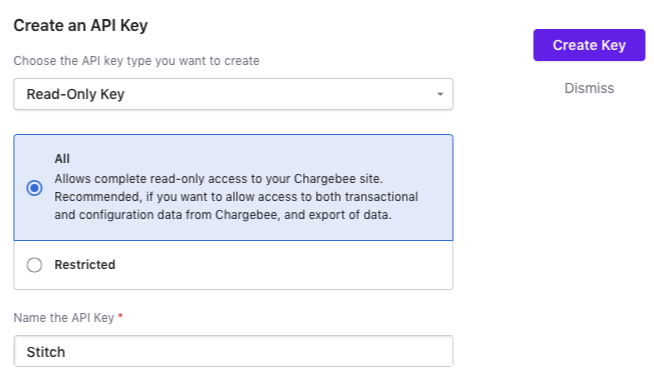 Create an API Key
Create Key
Choose the API key type you want to create
Dismiss
Read-Only Key
All
Allows complete read-only access to your Chargebee site.
Recommended, if you want to allow access to both transactional
and configuration data from Chargebee, and export of data.
Restricted
Name the API Key *
Stitch